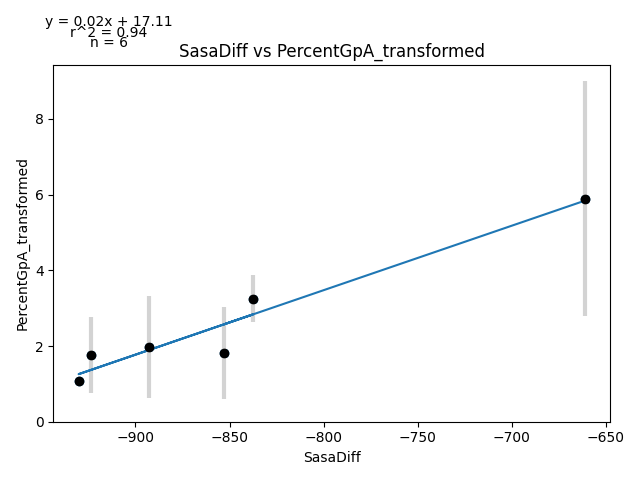 y = 0.02x + 17.11
r^2 = 0.94
n = 6
SasaDiff vs PercentGpA_transformed
PercentGpA_transformed
8
6
4
2
0
−900
−850
−800
−750
−700
−650
SasaDiff